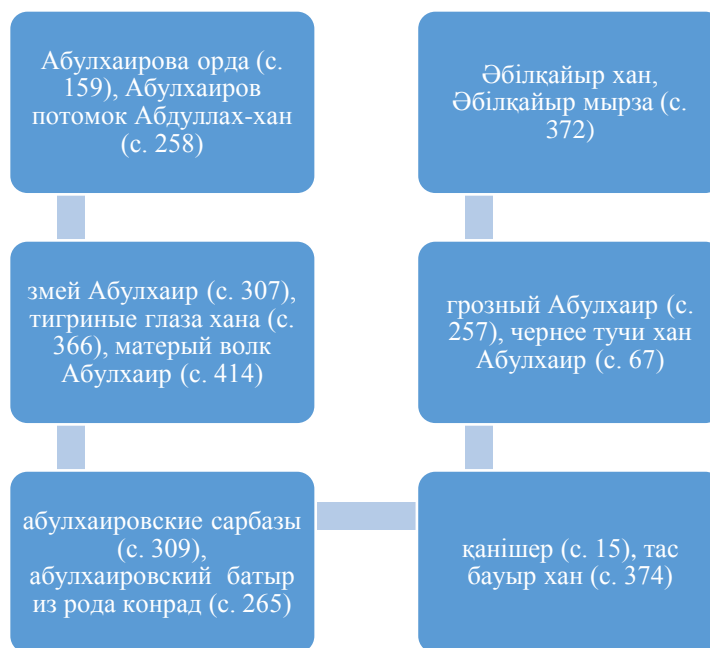 Абулхаирова орда (с.
159), Абулхаиров
потомок Абдуллах-хан
(с. 258)
змей Абулхаир (с. 307),
тигриные глаза хана (с.
366), матерый волк
Абулхаир (с. 414)
абулхаировские сарбазы
(с. 309),
абулхаировский батыр
из рода конрад (с. 265)
қанішер (с. 15), тас
бауыр хан (с. 374)
грозный Абулхаир (с.
257), чернее тучи хан
Абулхаир (с. 67)
Әбілқайыр хан,
Әбілқайыр мырза (с.
372)